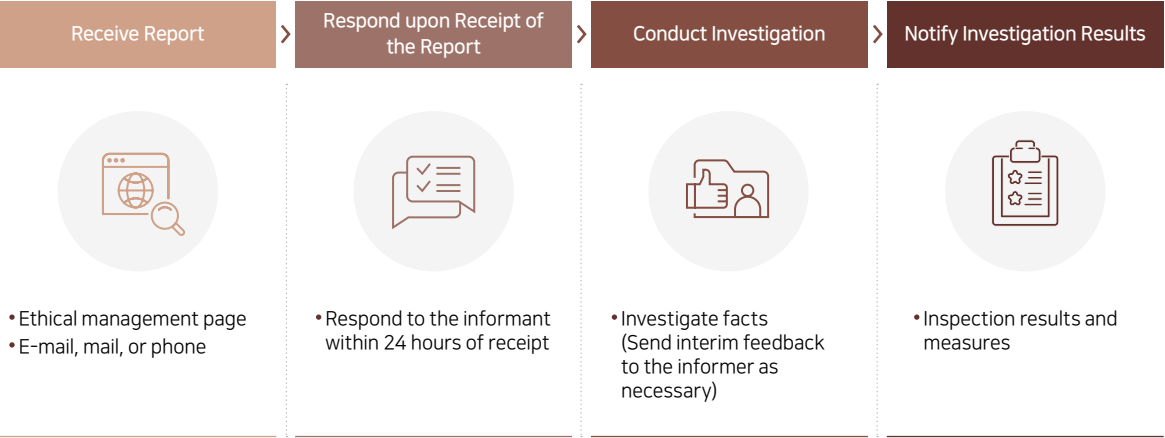 Receive Report
Respond upon Receipt of
the Report
Conduct Investigation
Notify Investigation Results
• Ethical management page
• E-mail, mail, or phone
• Respond to the informant
within 24 hours of receipt
• Investigate facts
(Send interim feedback
to the informer as
necessary)
• Inspection results and
measures